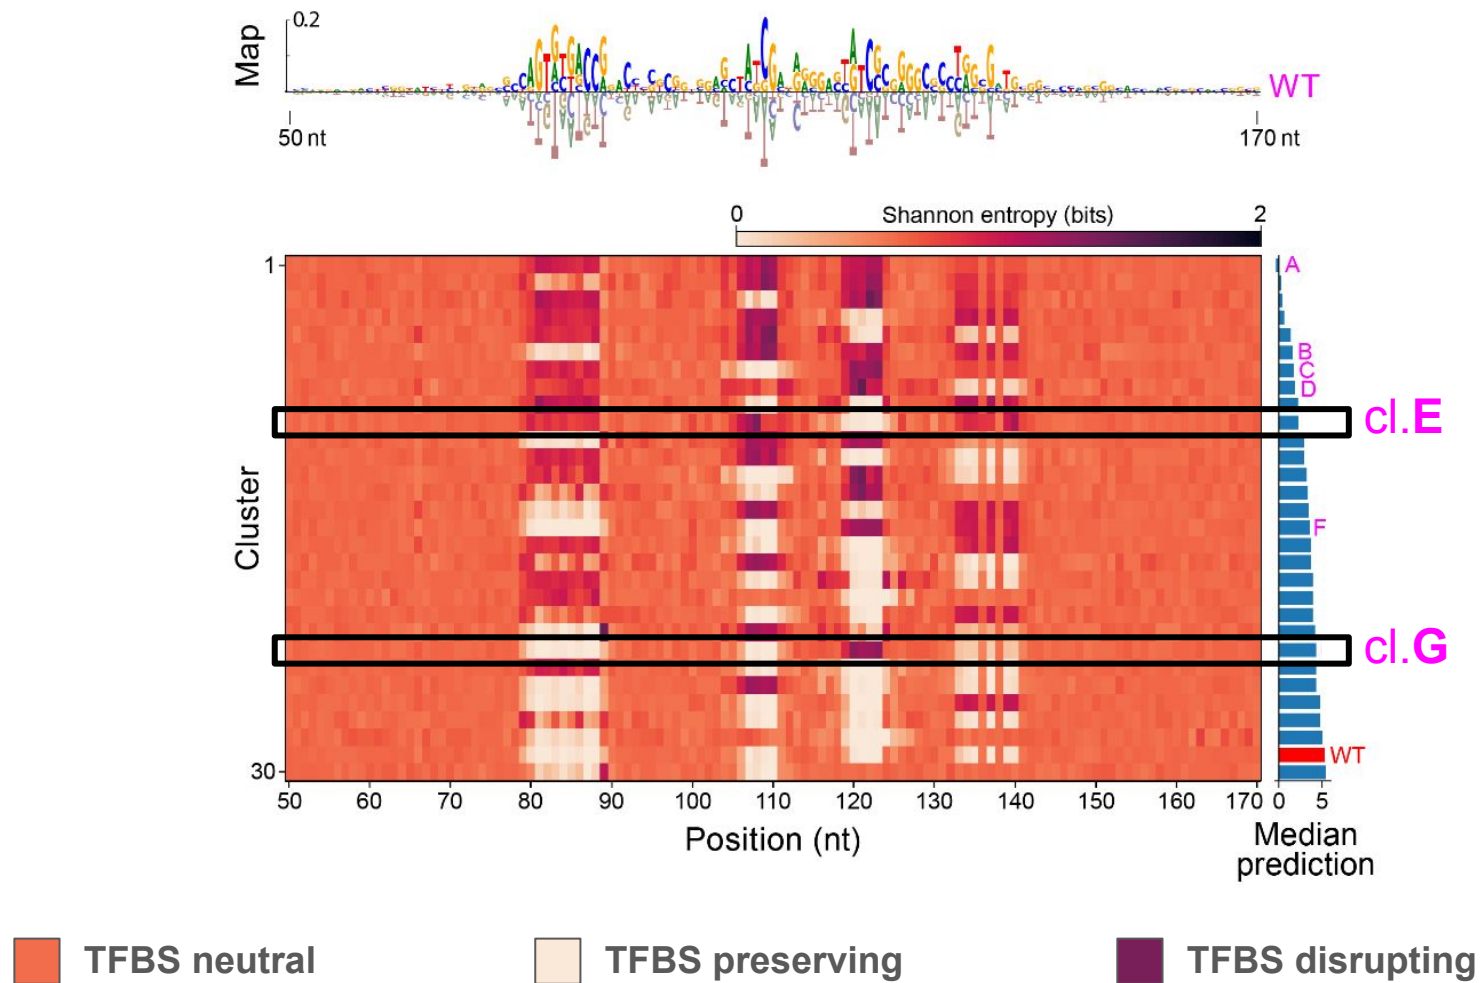 Map
0.2
WT
50 nt
170 nt
0
Shannon entropy (bits)
2
1
A
B
C
D
cl.E
Cluster
F
cl.G
WT
30
50 60 70 80 90 100 110 120 130 140 150 160 170
0 5
Position (nt)
Median
prediction
TFBS neutral
TFBS preserving
TFBS disrupting